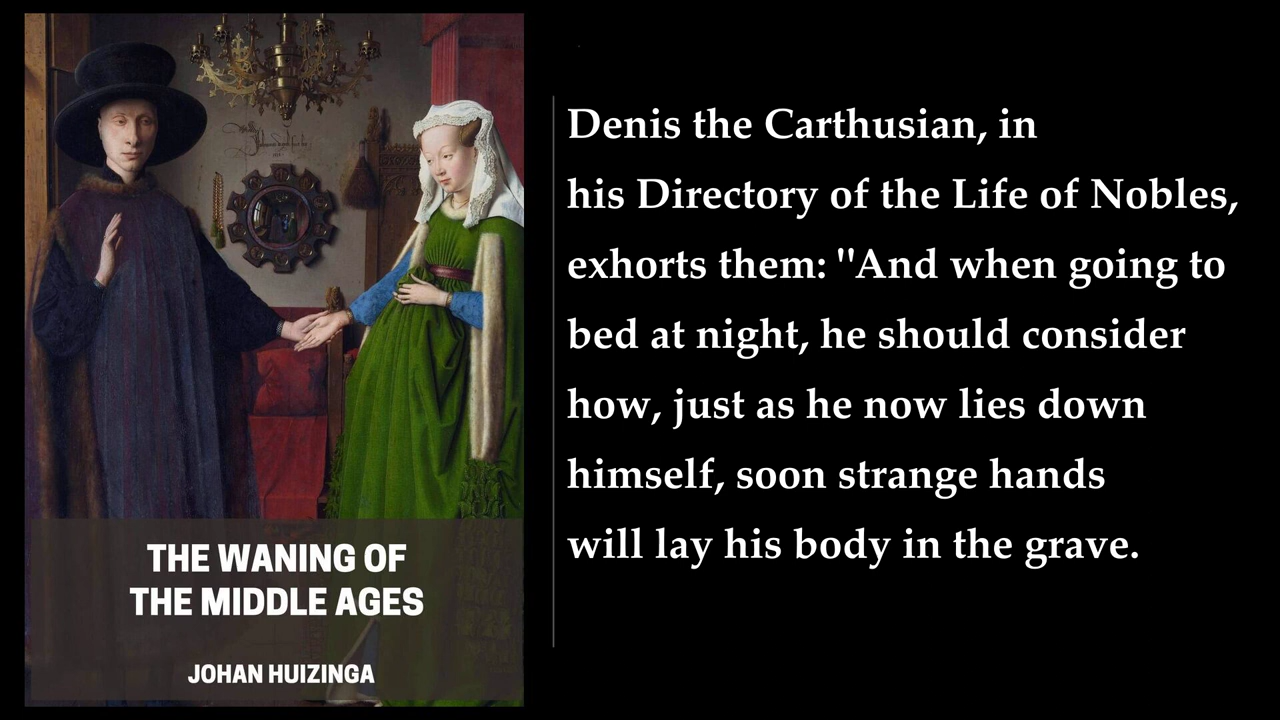 THE WANING OF
THE MIDDLE AGES
JOHAN HUIZINGA
Denis the Carthusian, in
his Directory of the Life of Nobles,
exhorts them: "And when going to
bed at night, he should consider
how, just as he now lies down
himself, soon strange hands
will lay his body in the grave.